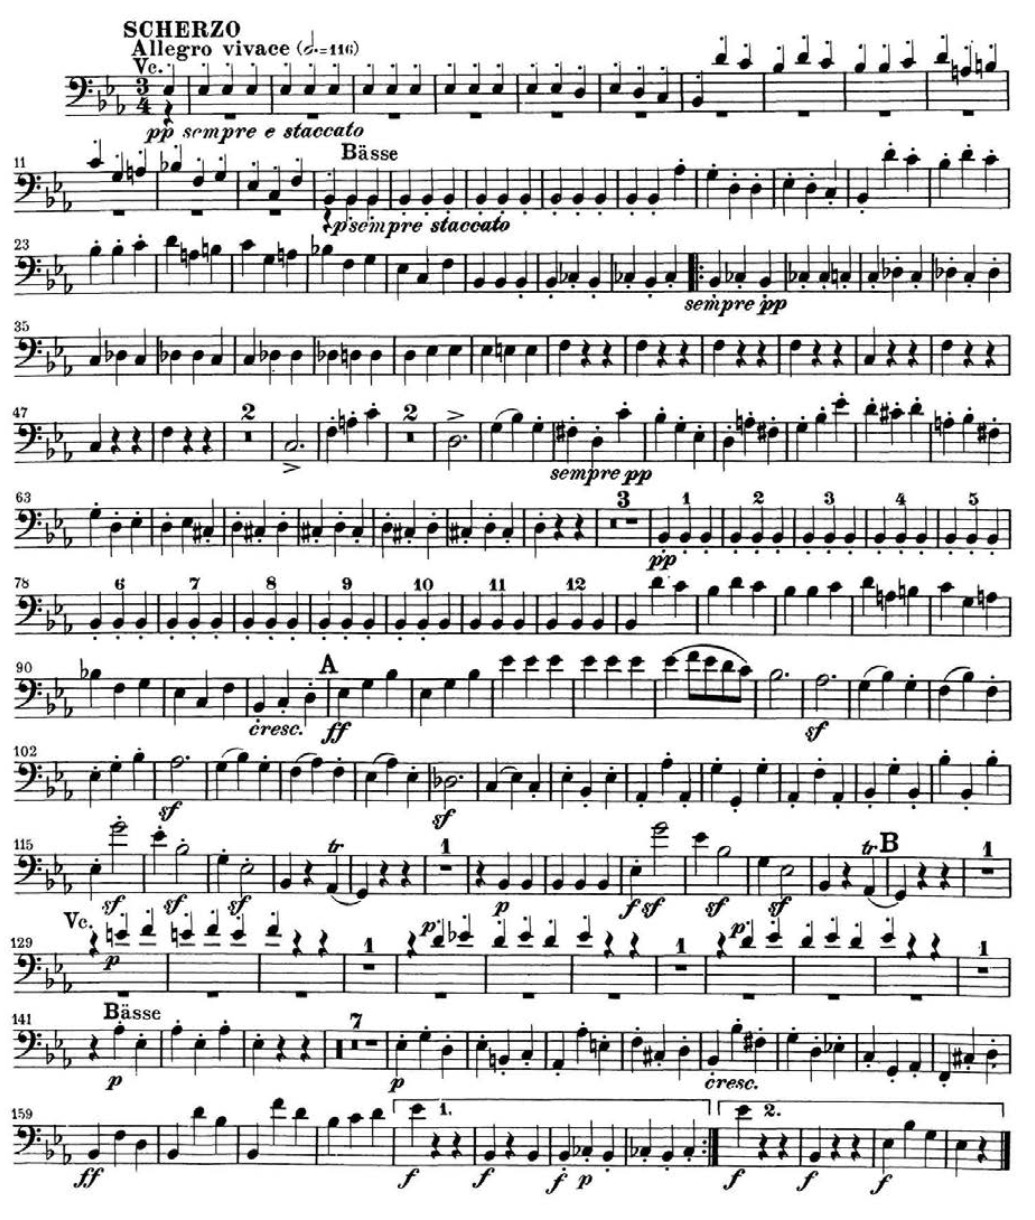 SCHERZO
Allegro vivace (𝅗𝅥.=116)
Vc.
3 4
pp sempre e staccato
11
Bässe
p sempre staccato
23
sempre pp
35
47
2 2
sempre pp
63
3 1 2 3 4 5
pp
78
6 7 8 9 10 11 12
90
A
cresc. ff sf
102
sf sf
115
tr 1 tr B 1
sf sf sf p f sf sf sf
Vc.
129
p 1 p 1 p 1
141
Bässe
7
p p cresc.
159
1. 2.
ff f f f p f f f